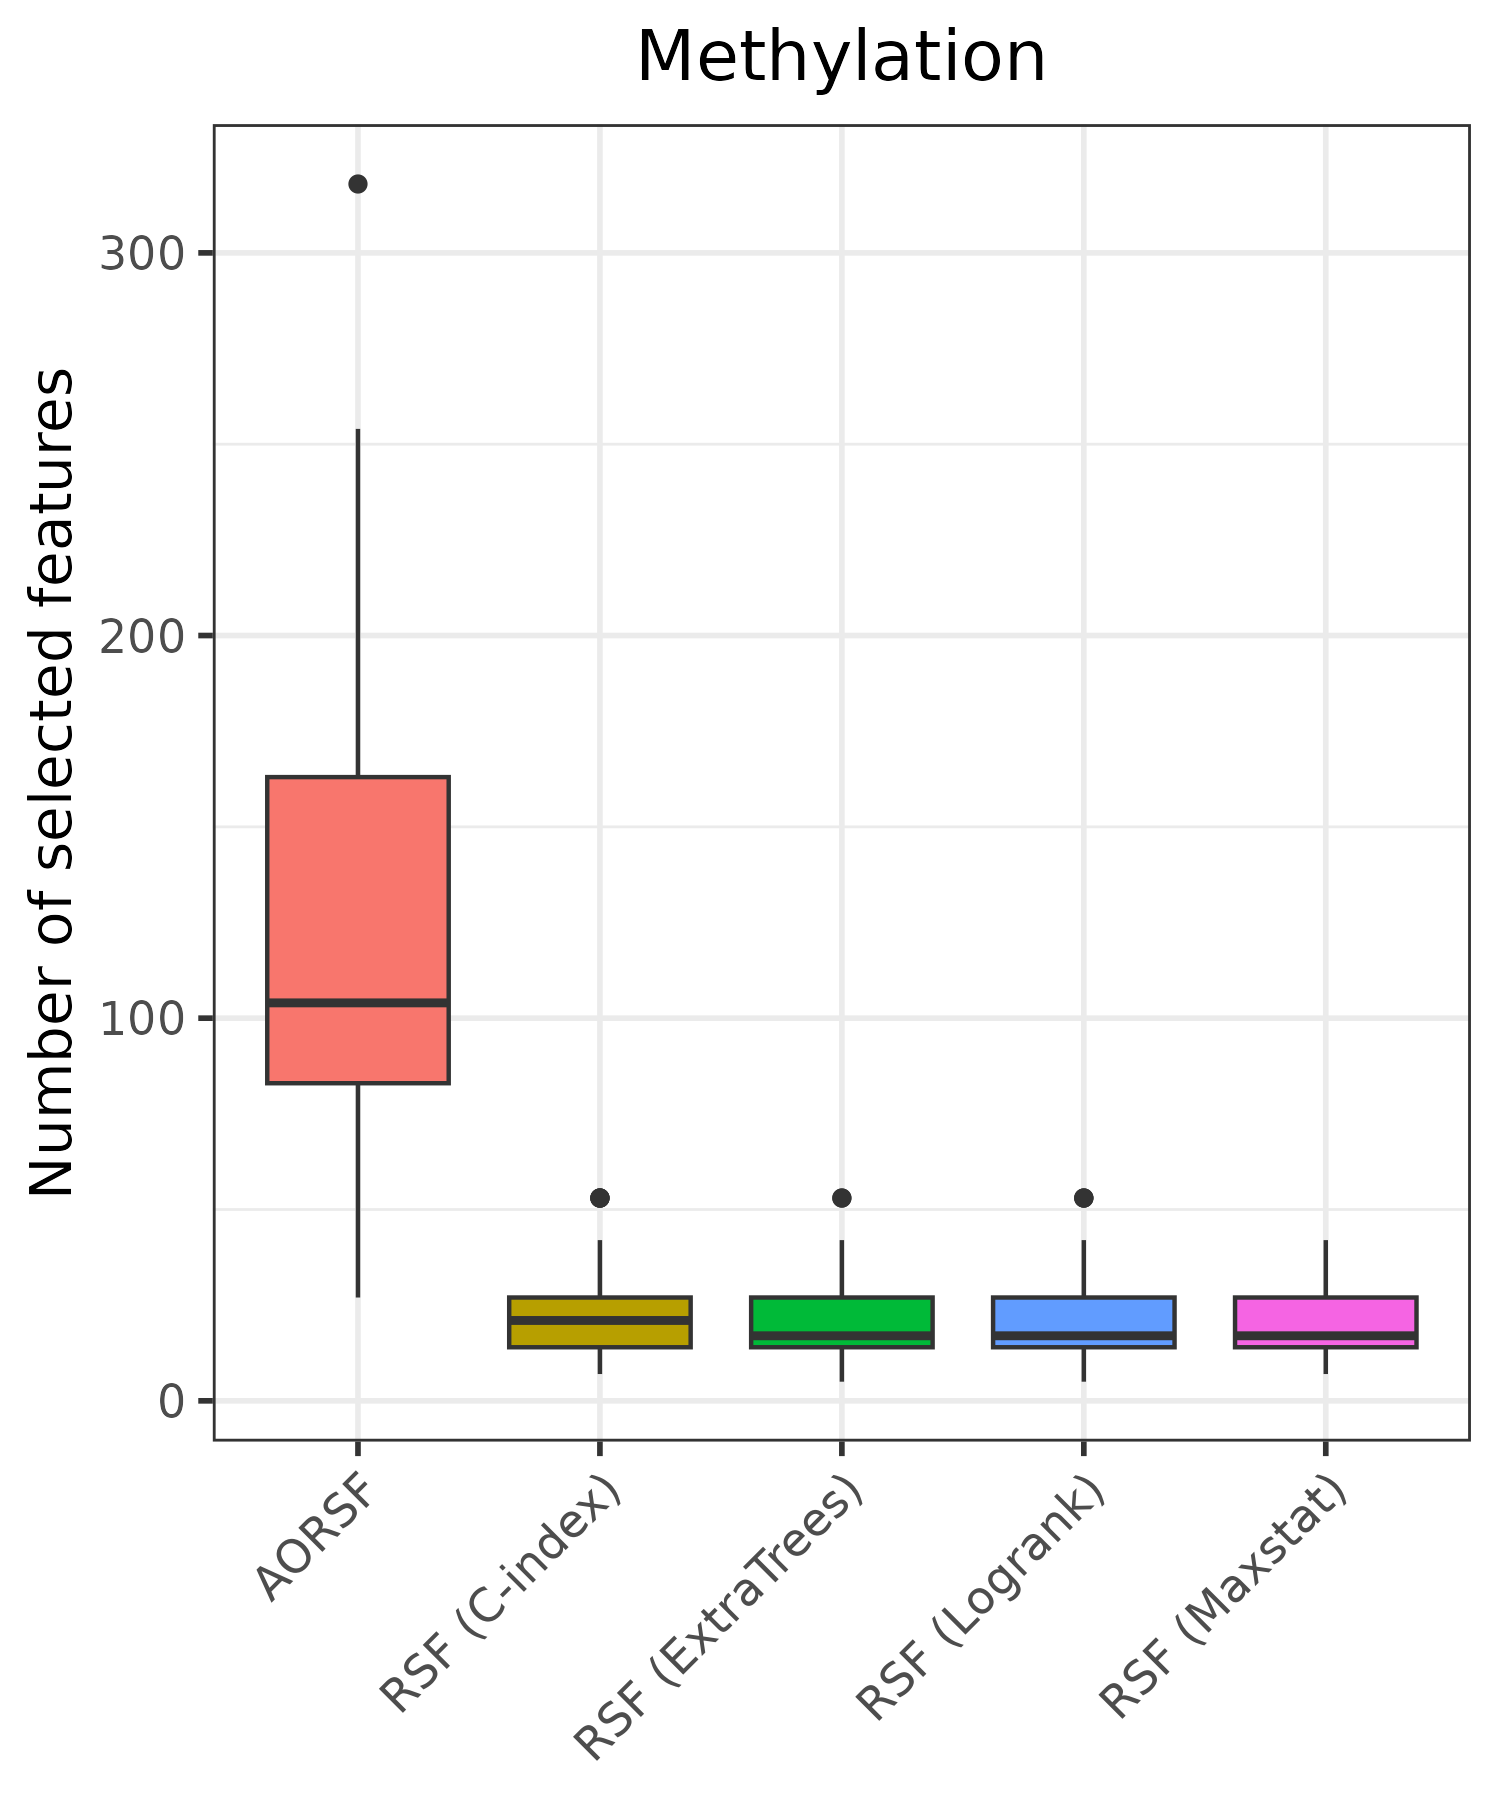 Methylation
Number of selected features
300
200
100
0
AORSF
RSF (C-index)
RSF (ExtraTrees)
RSF (Logrank)
RSF (Maxstat)